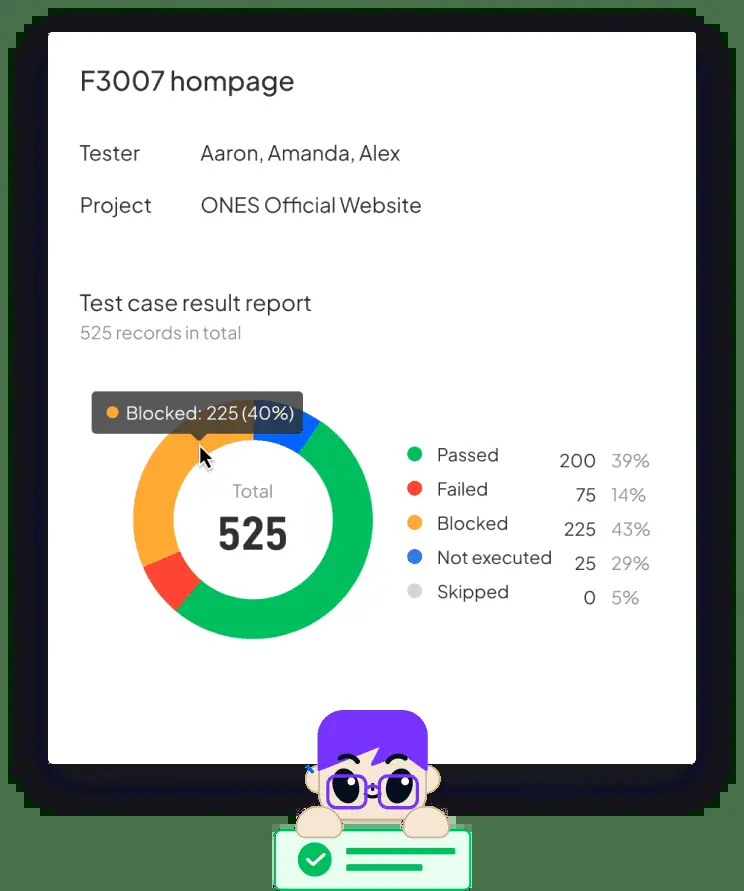 F3007 hompage
Tester Aaron, Amanda, Alex
Project ONES Official Website
Test case result report
525 records in total
Blocked: 225 (40%)
Total
525
Passed 200 39%
Failed 75 14%
Blocked 225 43%
Not executed 25 29%
Skipped 0 5%